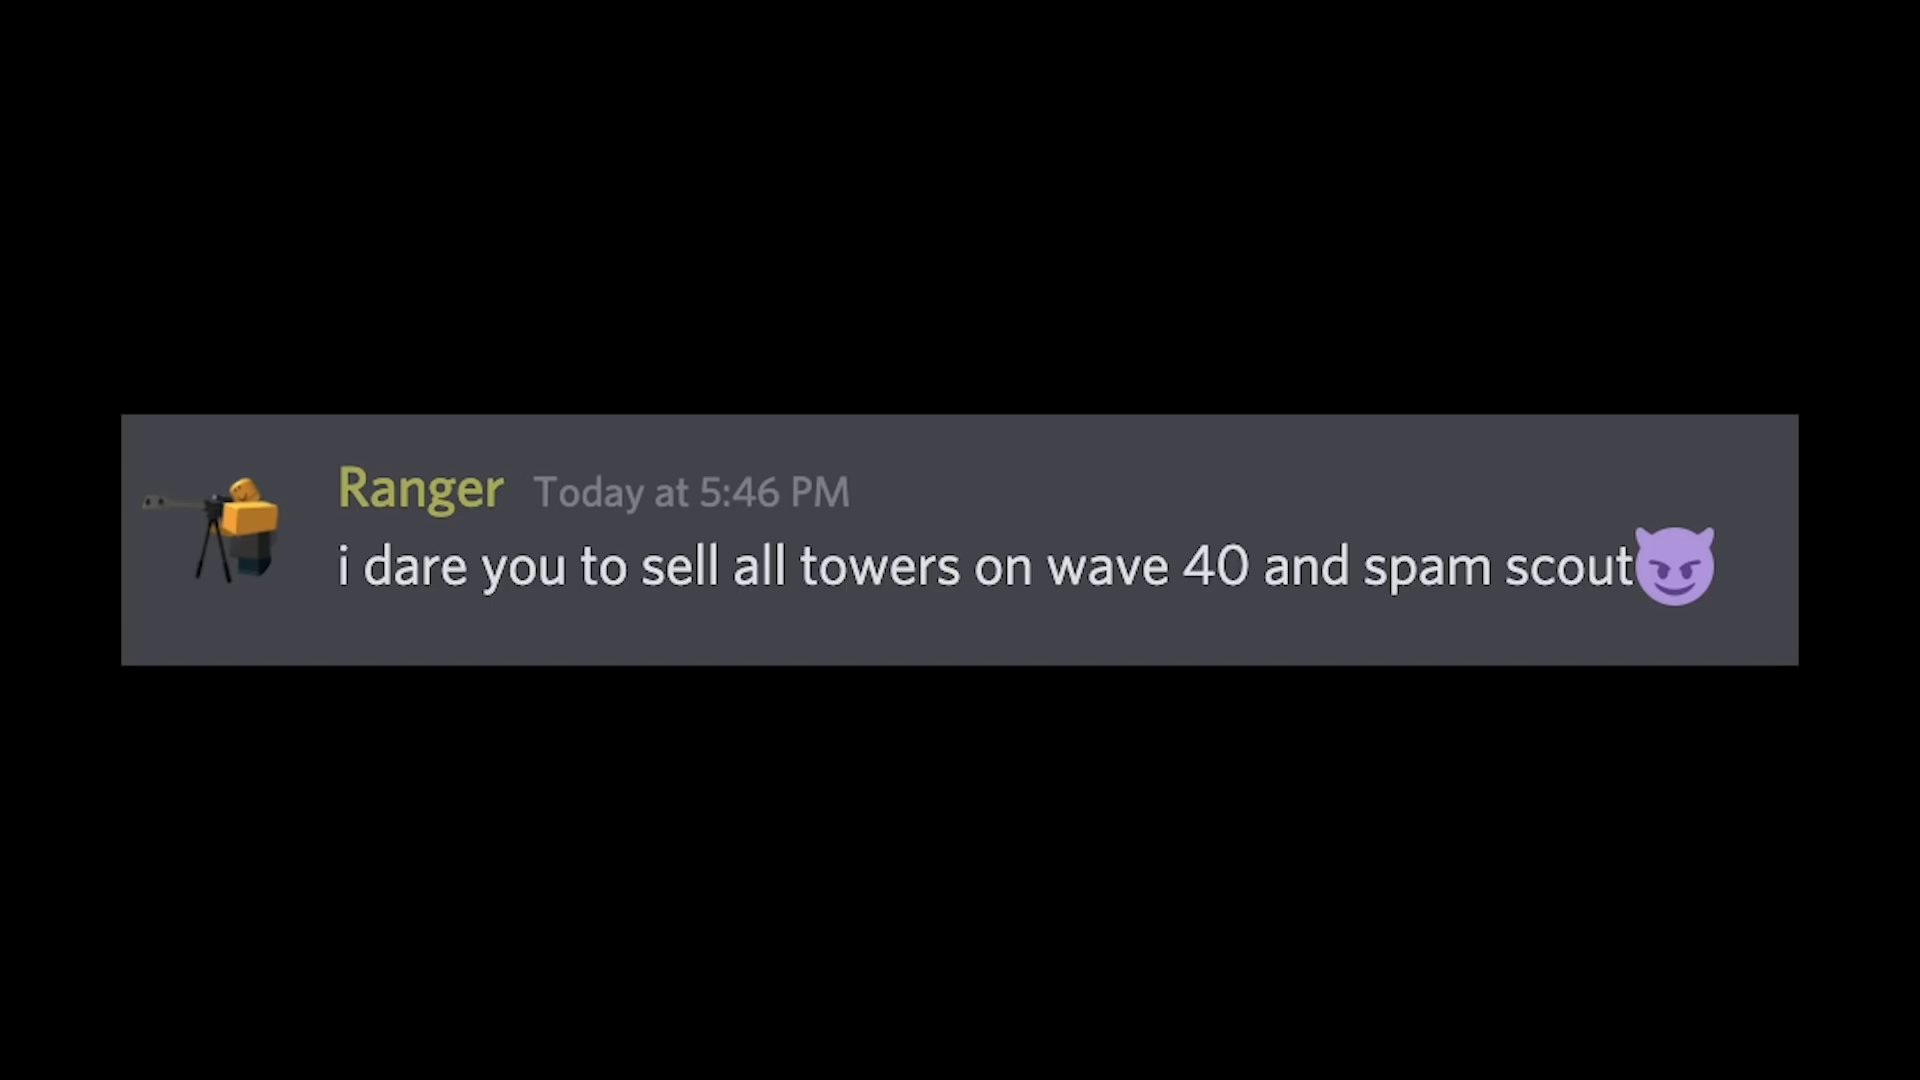 Ranger Today at 5:46 PM
i dare you to sell all towers on wave 40 and spam scout😈